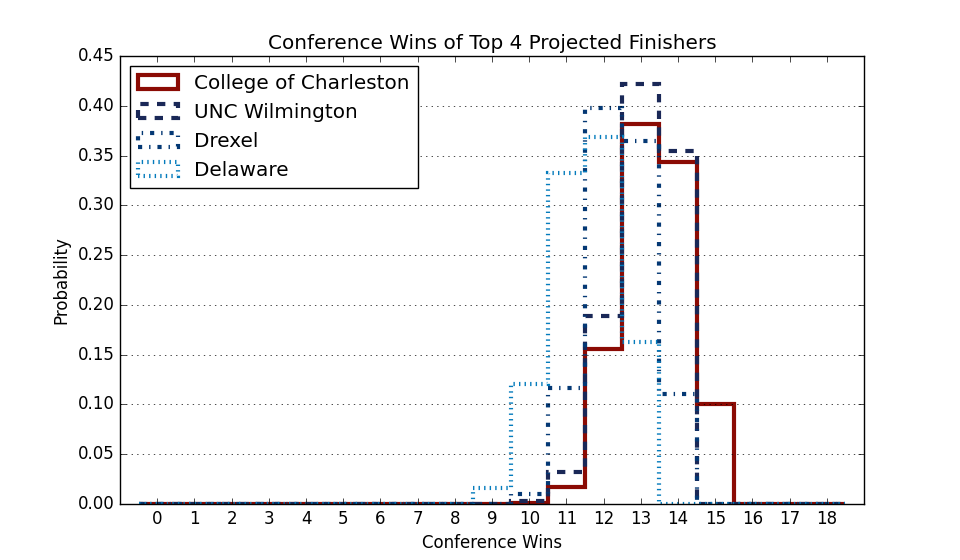 Conference Wins of Top 4 Projected Finishers
0.45
0.40
0.35
0.30
0.25
0.20
0.15
0.10
0.05
0.00
Probability
College of Charleston
UNC Wilmington
Drexel
Delaware
0 1 2 3 4 5 6 7 8 9 10 11 12 13 14 15 16 17 18
Conference Wins